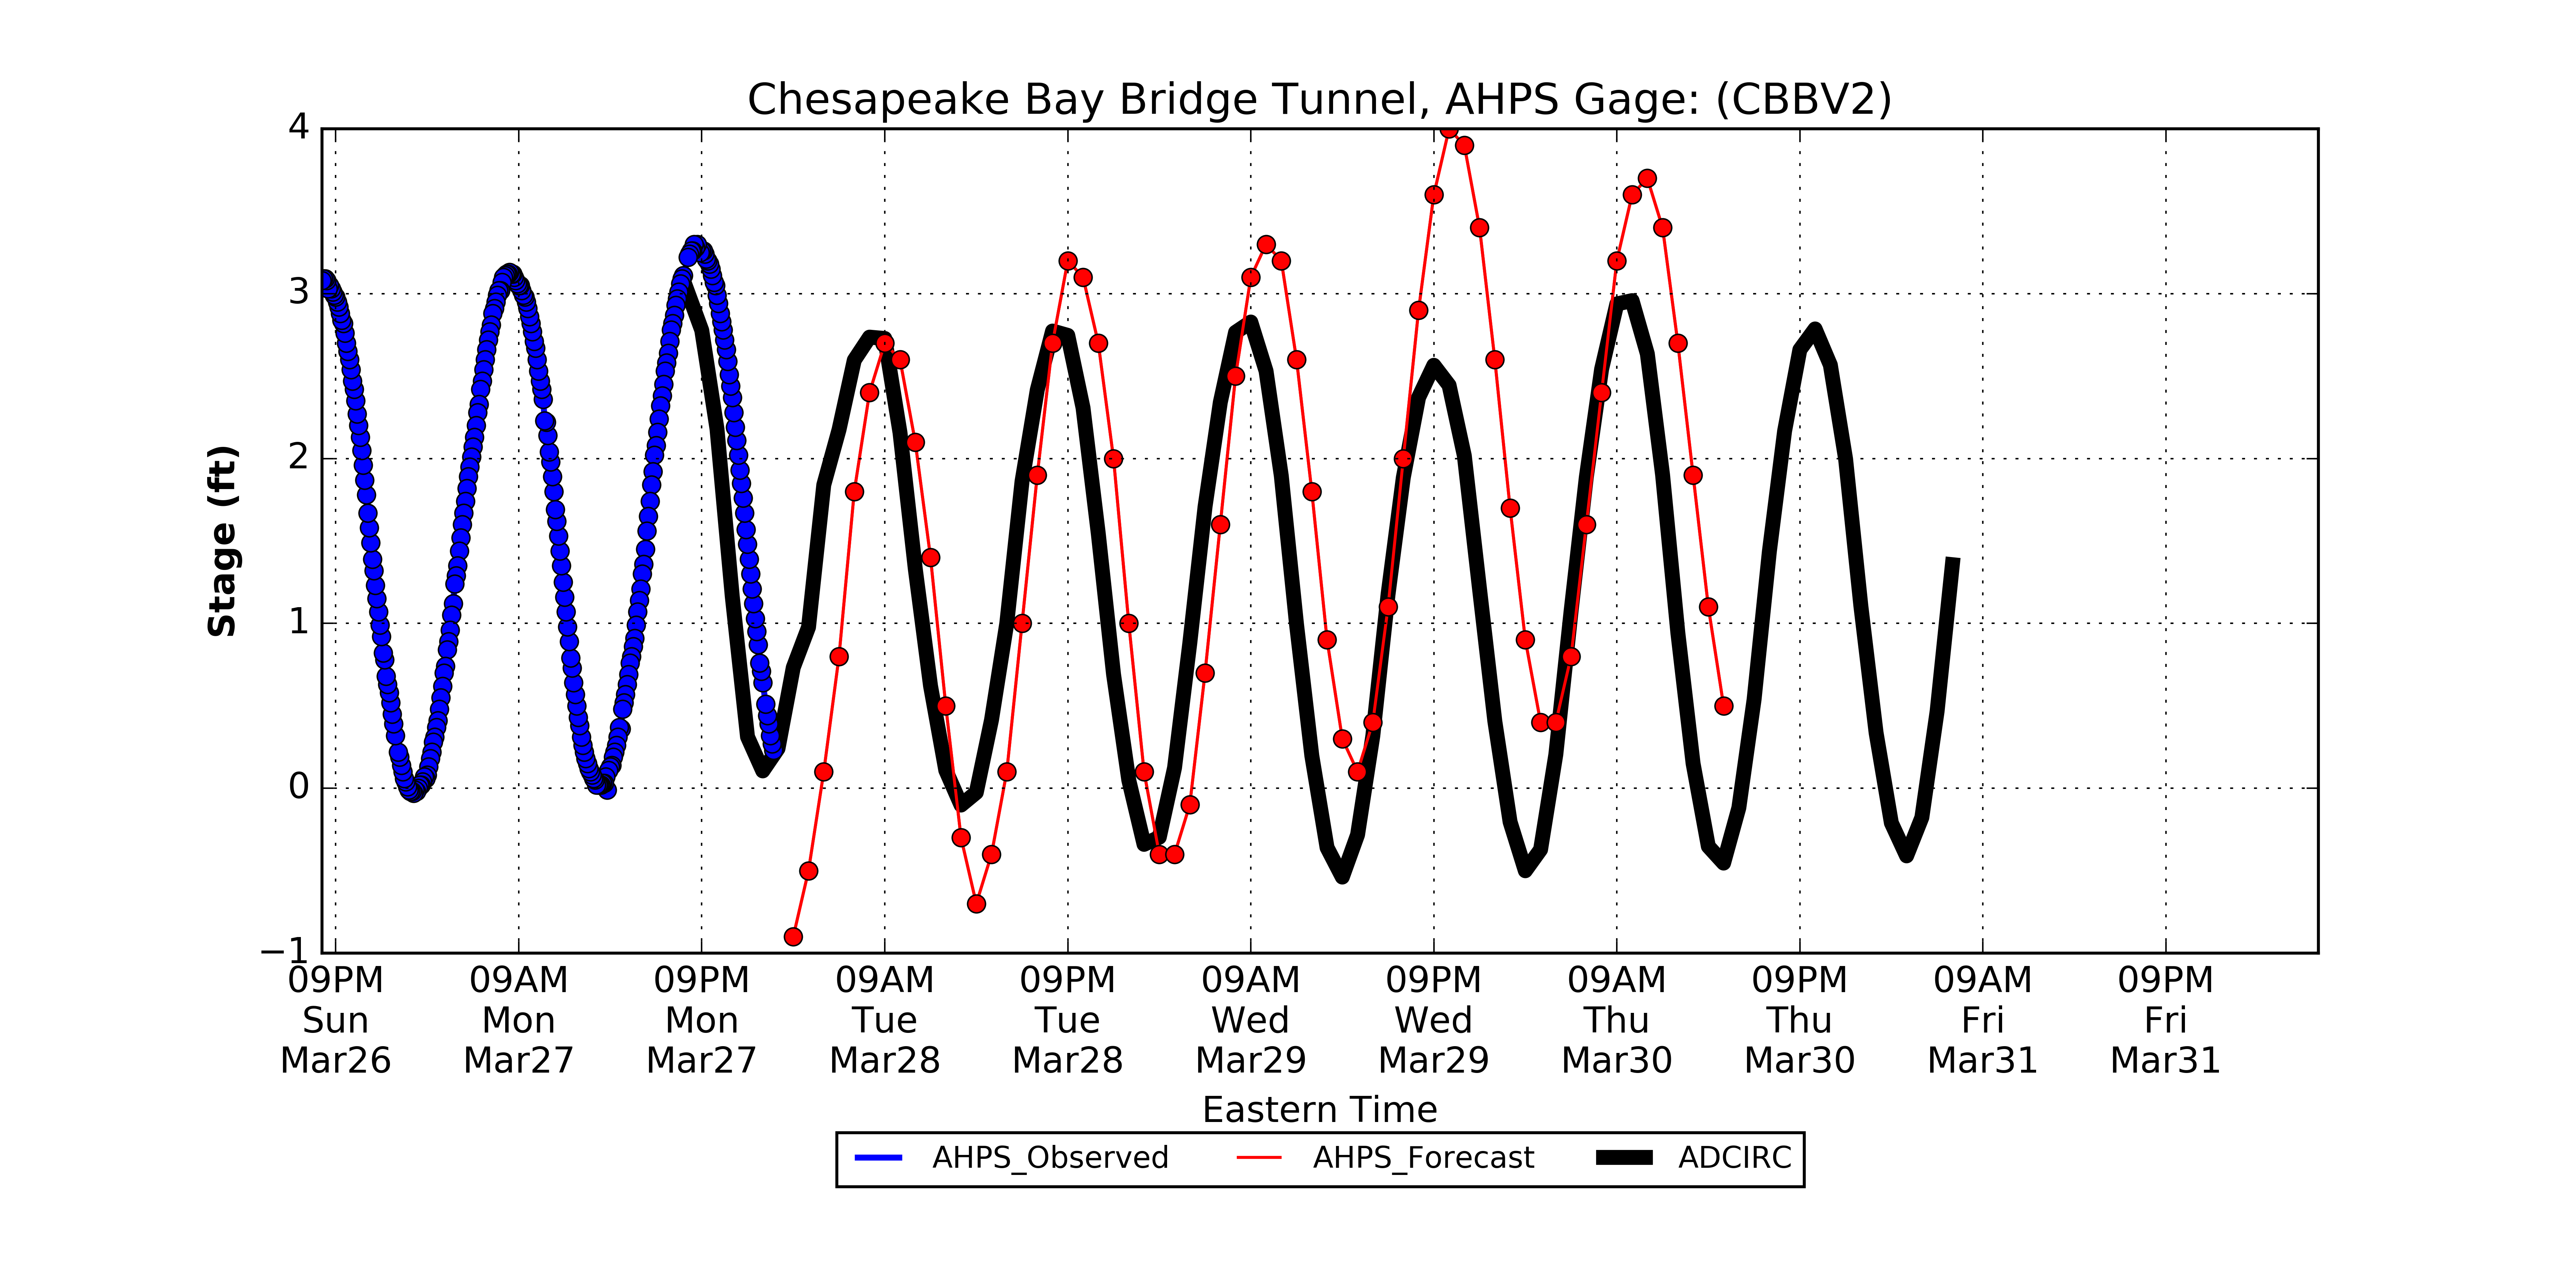 Chesapeake Bay Bridge Tunnel, AHPS Gage: (CBBV2)
4
3
2
1
0
−1
Stage (ft)
09PM 09AM 09PM 09AM 09PM 09AM 09PM 09AM 09PM 09AM 09PM
Sun Mon Mon Tue Tue Wed Wed Thu Thu Fri Fri
Mar26 Mar27 Mar27 Mar28 Mar28 Mar29 Mar29 Mar30 Mar30 Mar31 Mar31
Eastern Time
AHPS_Observed AHPS_Forecast ADCIRC